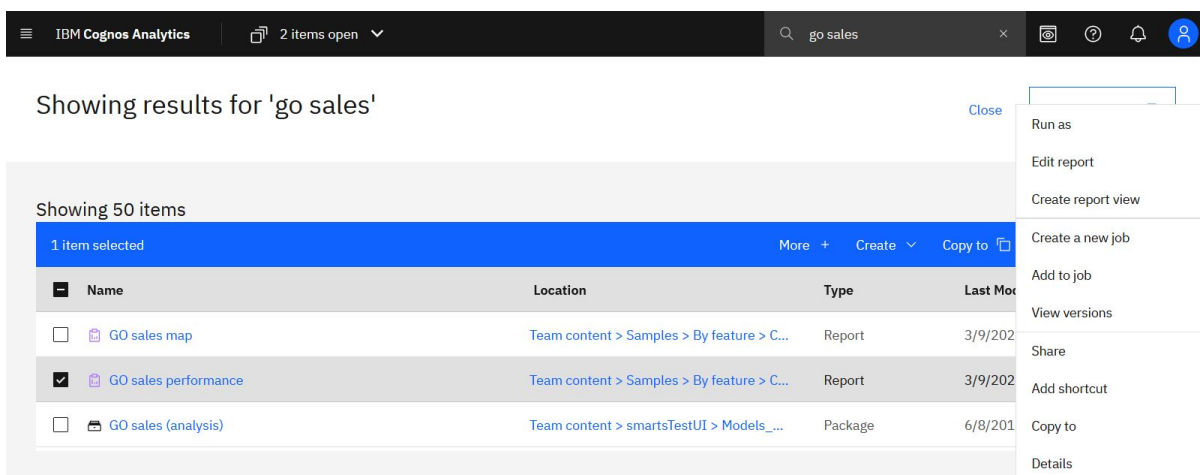 IBM Cognos Analytics 2 items open go sales
Showing results for 'go sales'
Close
Run as
Edit report
Create report view
Create a new job
Add to job
View versions
Share
Add shortcut
Copy to
Details
Showing 50 items
1 item selected More + Create Copy to
Name Location Type Last Mod
GO sales map Team content > Samples > By feature > C... Report 3/9/202
GO sales performance Team content > Samples > By feature > C... Report 3/9/202
GO sales (analysis) Team content > smartsTestUI > Models_... Package 6/8/201